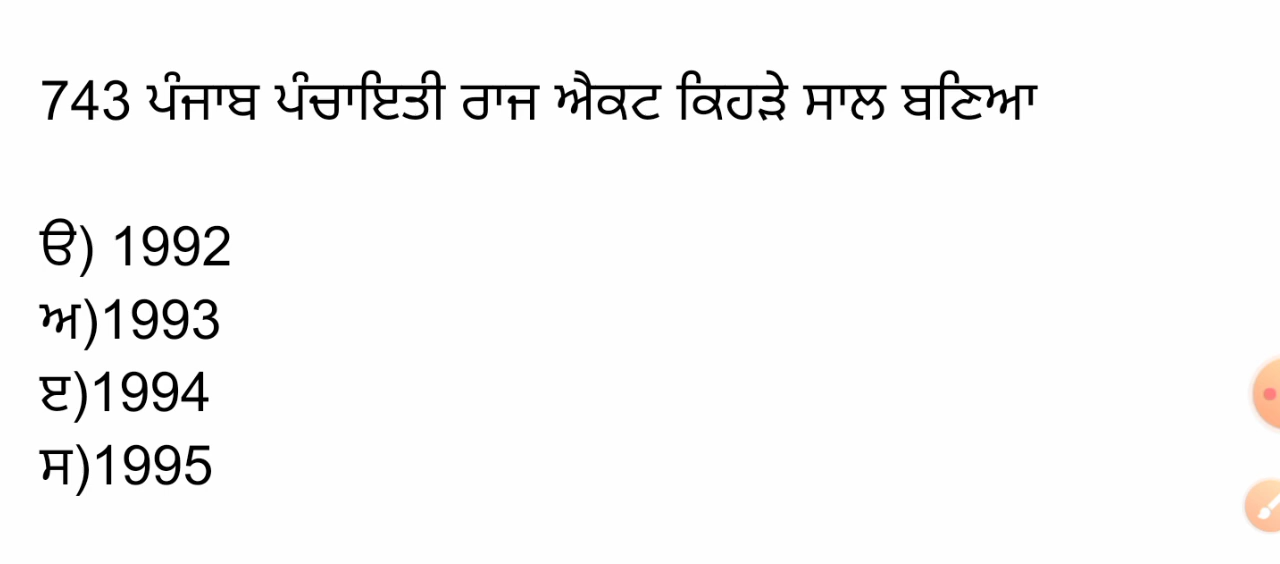 743 ਪੰਜਾਬ ਪੰਚਾਇਤੀ ਰਾਜ ਐਕਟ ਕਿਹੜੇ ਸਾਲ ਬਣਿਆ
ੳ) 1992
ਅ)1993
ੲ)1994
ਸ)1995